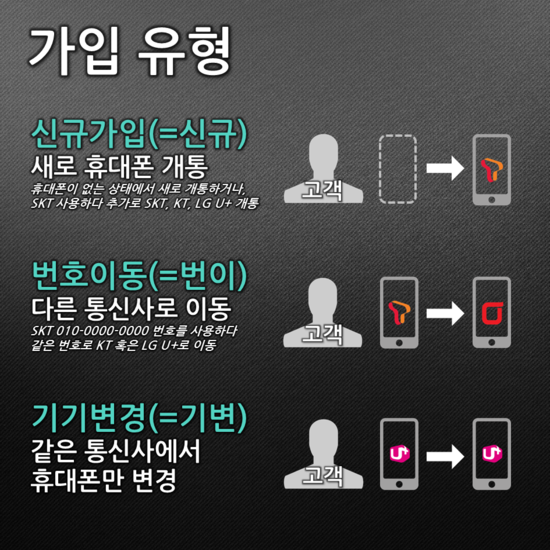 가입 유형
신규가입(=신규)
새로 휴대폰 개통
휴대폰이 없는 상태에서 새로 개통하거나,
SKT 사용하다 추가로 SKT, KT, LG U+ 개통
고객
번호이동(=번이)
다른 통신사로 이동
SKT 010-0000-0000 번호를 사용하다
같은 번호로 KT 혹은 LG U+로 이동
고객
기기변경(=기변)
같은 통신사에서
휴대폰만 변경
고객
U+
U+